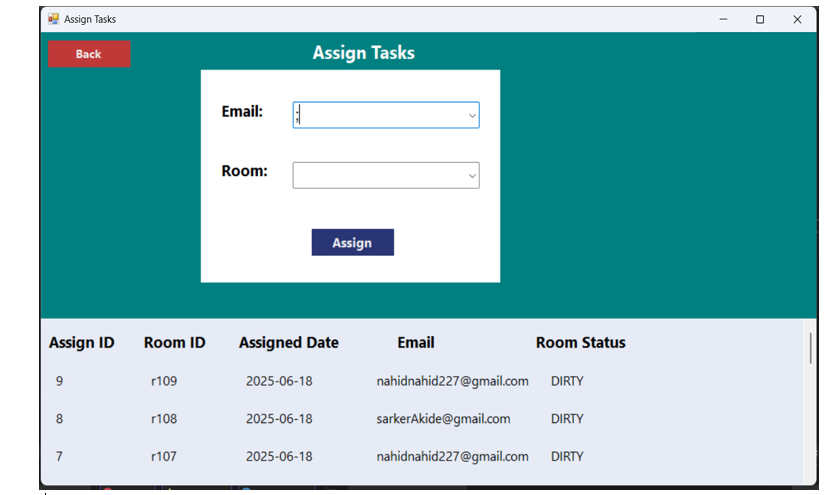 Assign Tasks
Back
Assign Tasks
Email:
;
Room:
Assign
Assign ID Room ID Assigned Date Email Room Status
9 r109 2025-06-18 nahidnahid227@gmail.com DIRTY
8 r108 2025-06-18 sarkerAkide@gmail.com DIRTY
7 r107 2025-06-18 nahidnahid227@gmail.com DIRTY